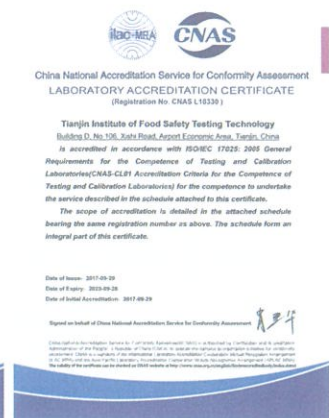 ilac-MRA
CNAS
China National Accreditation Service for Conformity Assessment
LABORATORY ACCREDITATION CERTIFICATE
(Registration No. CNAS L10330 )
Tianjin Institute of Food Safety Testing Technology
Building D, No.106, Xishi Road, Airport Economic Area, Tianjin, China
is accredited in accordance with ISO/IEC 17025: 2005 General
Requirements for the Competence of Testing and Calibration
Laboratories(CNAS-CL01 Accreditation Criteria for the Competence of
Testing and Calibration Laboratories) for the competence to undertake
the service described in the schedule attached to this certificate.
The scope of accreditation is detailed in the attached schedule
bearing the same registration number as above. The schedule form an
integral part of this certificate.
Date of Issue: 2017-09-29
Date of Expiry: 2023-09-28
Date of Initial Accreditation: 2017-09-29
Signed on behalf of China National Accreditation Service for Conformity Assessment